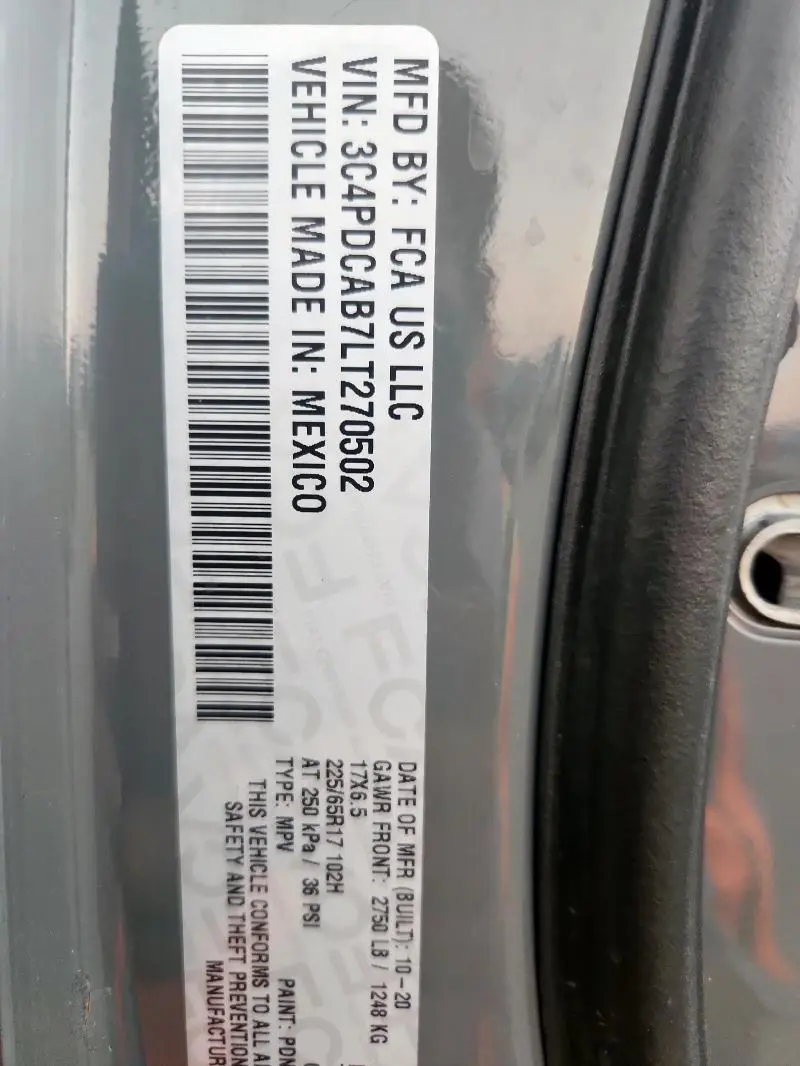 MFD BY: FCA US LLC
VIN: 3C4PDCAB7LT270502
VEHICLE MADE IN: MEXICO
DATE OF MFR (BUILT): 10-20
GAWR FRONT: 2750 LB / 1248 KG
17X6.5
225/65R17 102H
AT 250 kPa / 36 PSI
TYPE: MPV PAINT: PDN
THIS VEHICLE CONFORMS TO ALL
SAFETY AND THEFT PREVENTION
MANUFACTUR